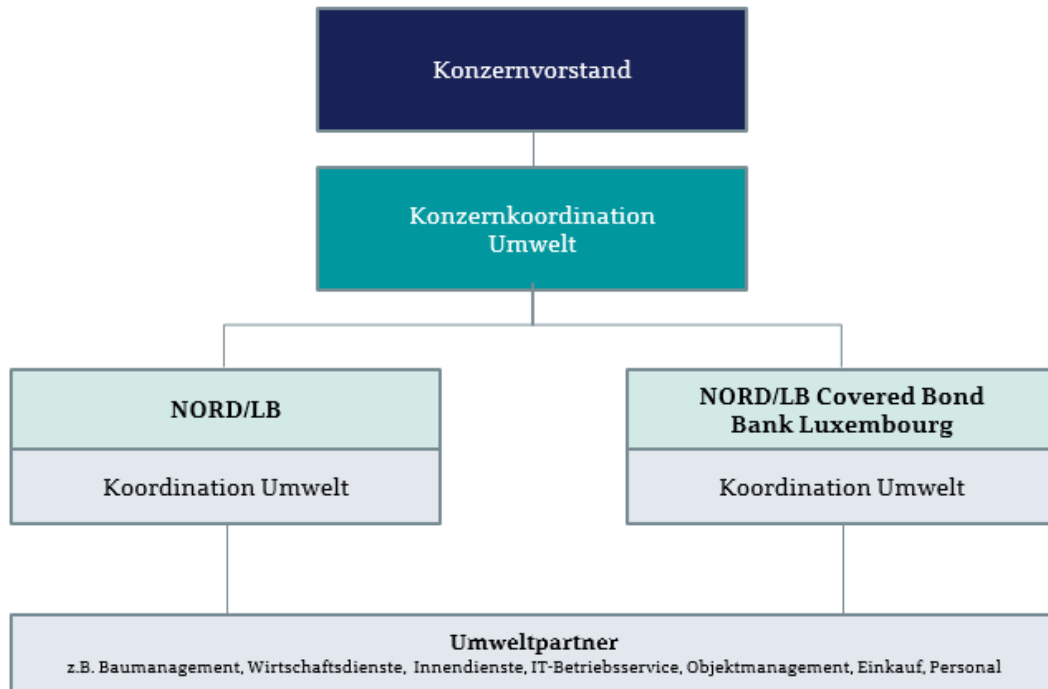 Konzernvorstand
Konzernkoordination
Umwelt
NORD/LB
Koordination Umwelt
NORD/LB Covered Bond
Bank Luxembourg
Koordination Umwelt
Umweltpartner
z.B. Baumanagement, Wirtschaftsdienste, Innendienste, IT-Betriebsservice, Objektmanagement, Einkauf, Personal